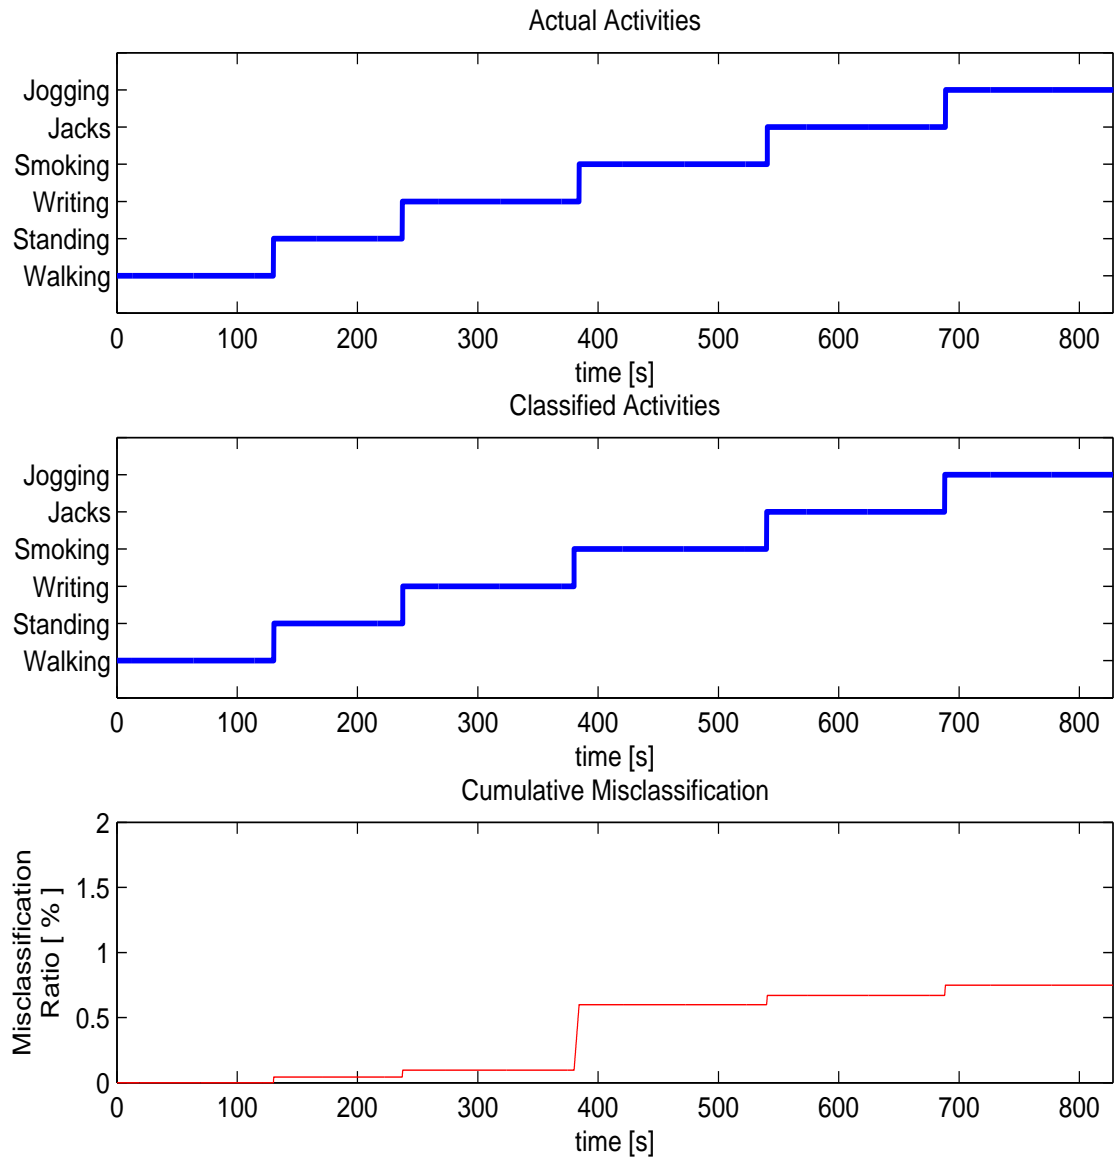 Actual Activities
Jogging
Jacks
Smoking
Writing
Standing
Walking
0 100 200 300 400 500 600 700 800
time [s]
Classified Activities
Jogging
Jacks
Smoking
Writing
Standing
Walking
0 100 200 300 400 500 600 700 800
time [s]
Cumulative Misclassification
Misclassification
Ratio [ % ]
2
1.5
1
0.5
0
0 100 200 300 400 500 600 700 800
time [s]